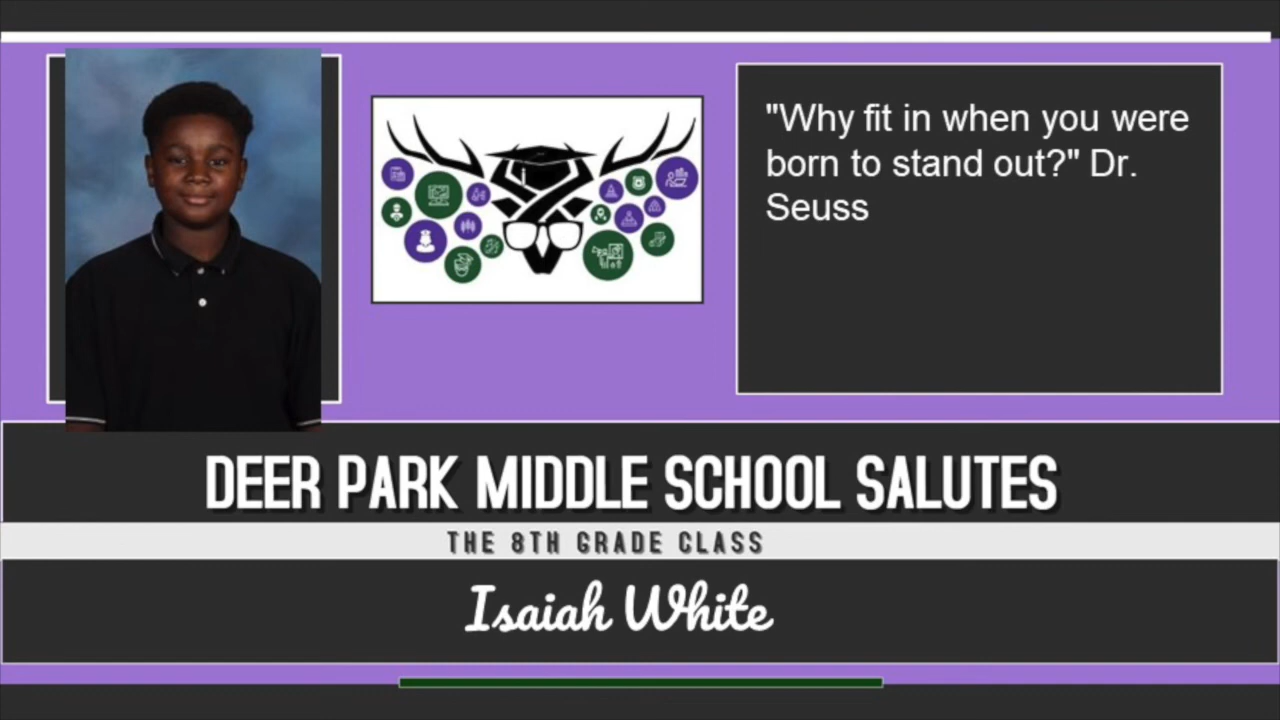 "Why fit in when you were
born to stand out?" Dr.
Seuss
DEER PARK MIDDLE SCHOOL SALUTES
THE 8TH GRADE CLASS
Isaiah White